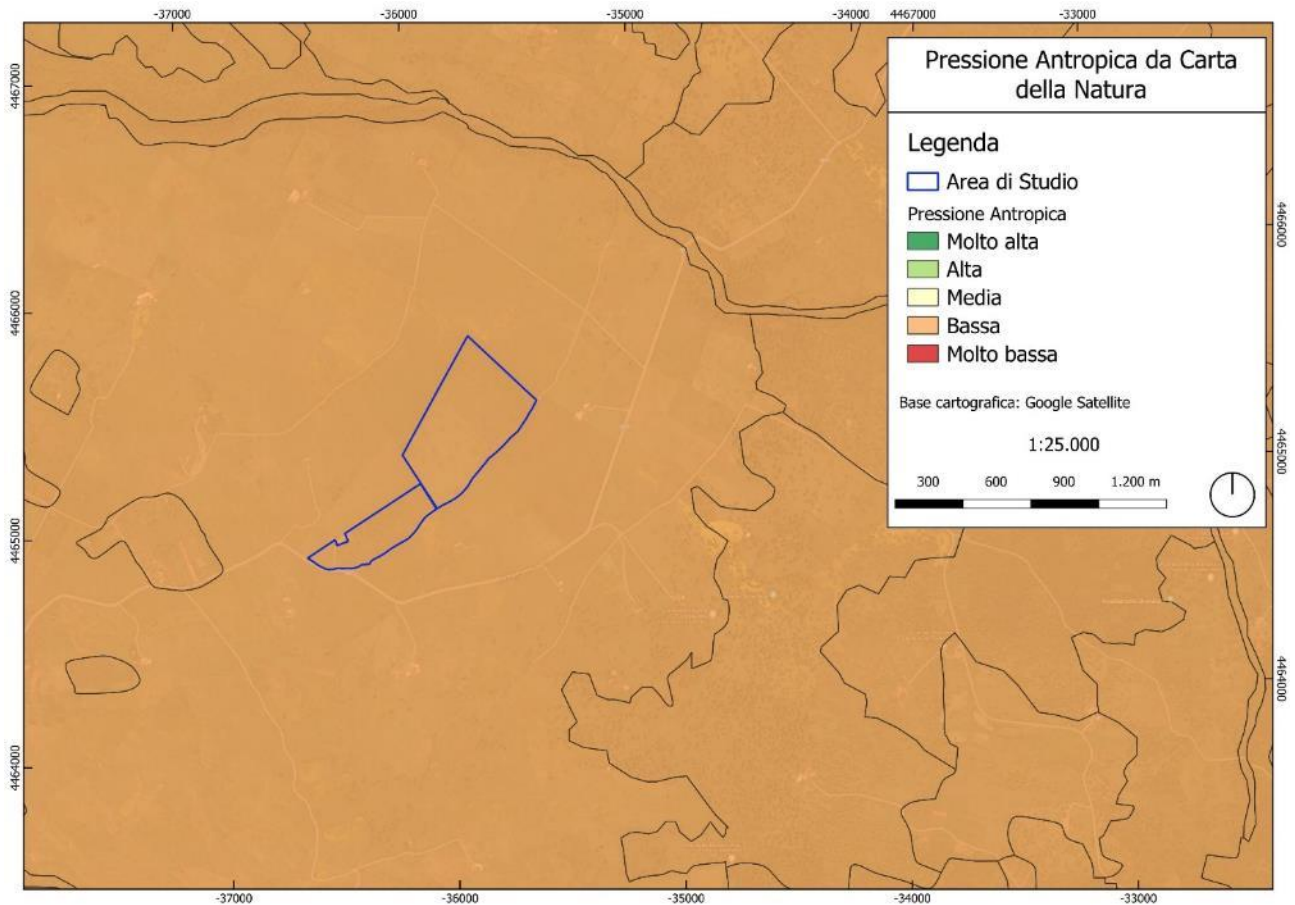 -37000 -36000 -35000 -34000 4467000 -33000
Pressione Antropica da Carta
della Natura
Legenda
Area di Studio
Pressione Antropica
Molto alta
Alta
Media
Bassa
Molto bassa
Base cartografica: Google Satellite
1:25.000
300 600 900 1.200 m
4467000
4466000
4465000
4464000
4466000
4465000
4464000
-37000 -36000 -35000 -34000 -33000